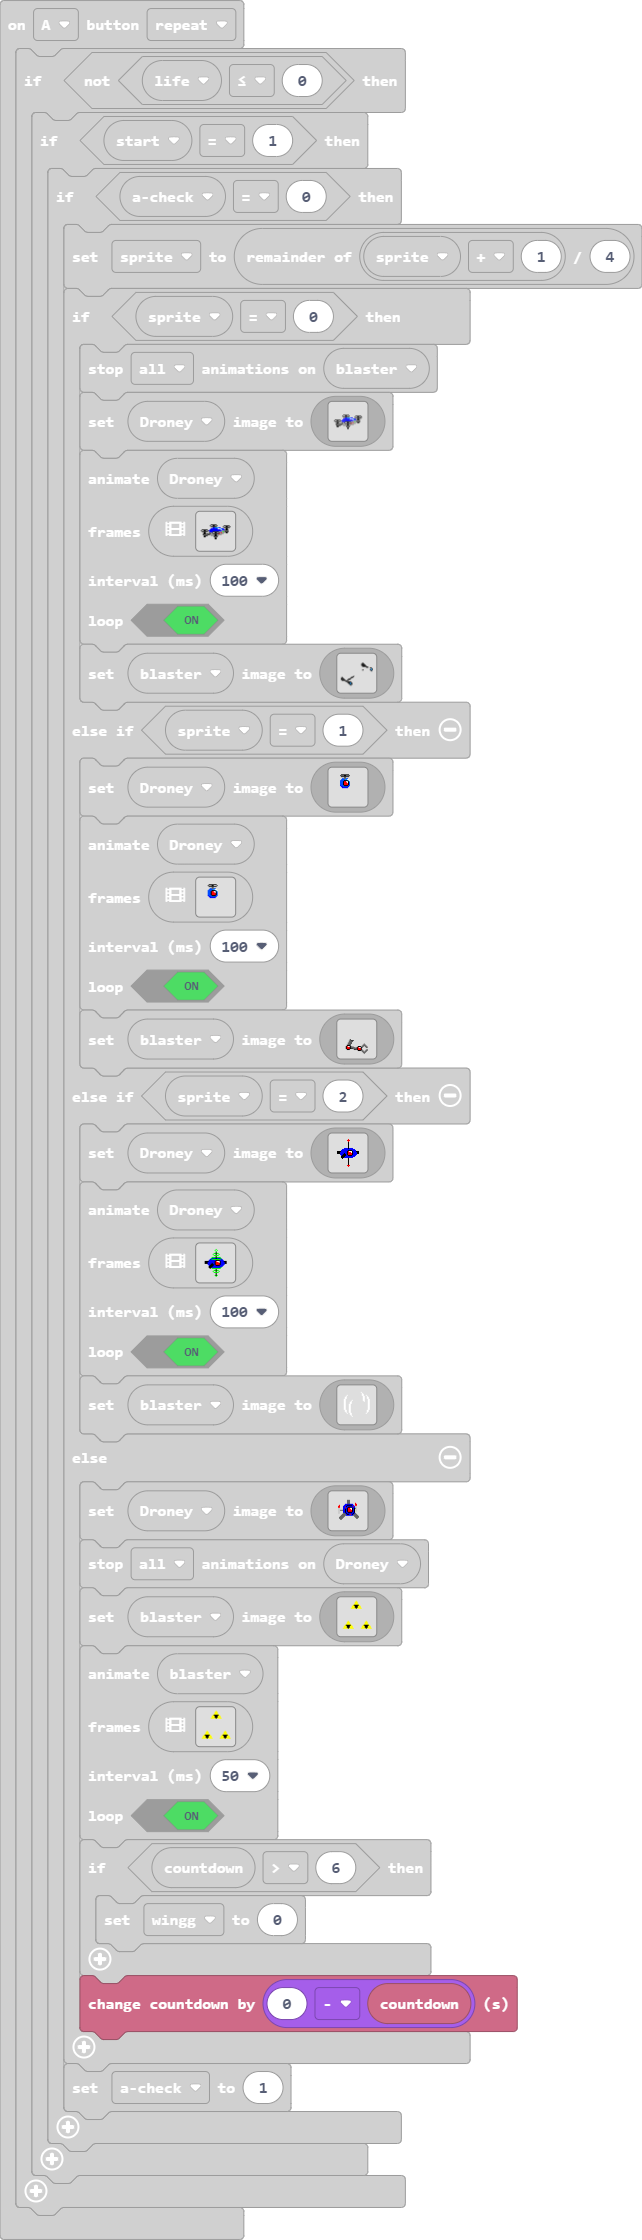 on A button repeat
if not life ≤ 0 then
if start = 1 then
if a-check = 0 then
set sprite to remainder of sprite + 1 / 4
if sprite = 0 then
stop all animations on blaster
set Droney image to
animate Droney
frames
interval (ms) 100
loop ON
set blaster image to
else if sprite = 1 then
set Droney image to
animate Droney
frames
interval (ms) 100
loop ON
set blaster image to
else if sprite = 2 then
set Droney image to
animate Droney
frames
interval (ms) 100
loop ON
set blaster image to
else
set Droney image to
stop all animations on Droney
set blaster image to
animate blaster
frames
interval (ms) 50
loop ON
if countdown > 6 then
set wingg to 0
change countdown by 0 - countdown (s)
set a-check to 1